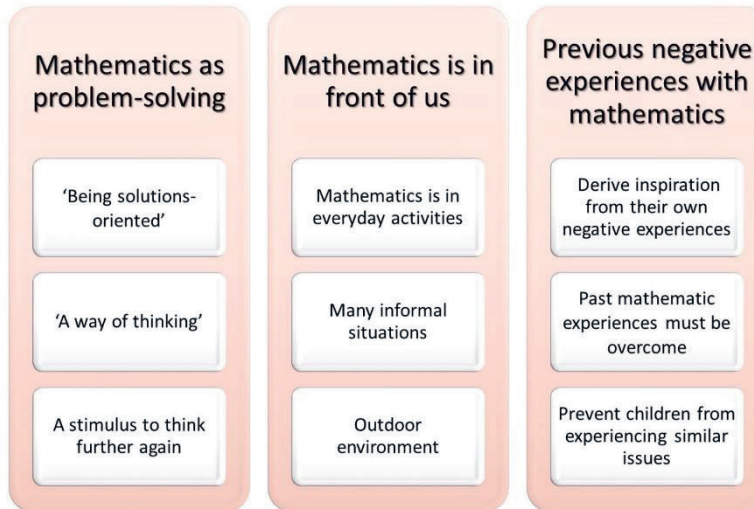 Mathematics as
problem-solving
'Being solutions-
oriented'
'A way of thinking'
A stimulus to think
further again
Mathematics is in
front of us
Mathematics is in
everyday activities
Many informal
situations
Outdoor
environment
Previous negative
experiences with
mathematics
Derive inspiration
from their own
negative experiences
Past mathematic
experiences must be
overcome
Prevent children from
experiencing similar
issues